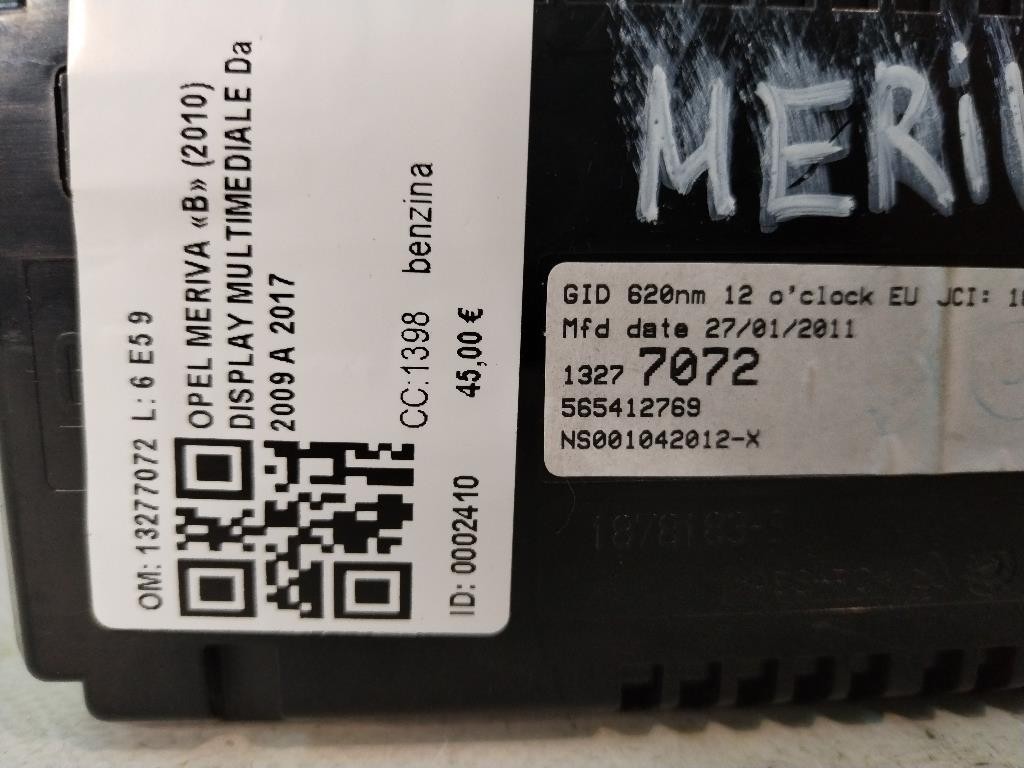 OM: 13277072 L: 6 E5 9
OPEL MERIVA «B» (2010)
DISPLAY MULTIMEDIALE Da
2009 A 2017
CC:1398 benzina
ID: 0002410 45,00 €
MERiV
GID 620nm 12 o'clock EU JCI:
Mfd date 27/01/2011
1327 7072
565412769
NS001042012-X